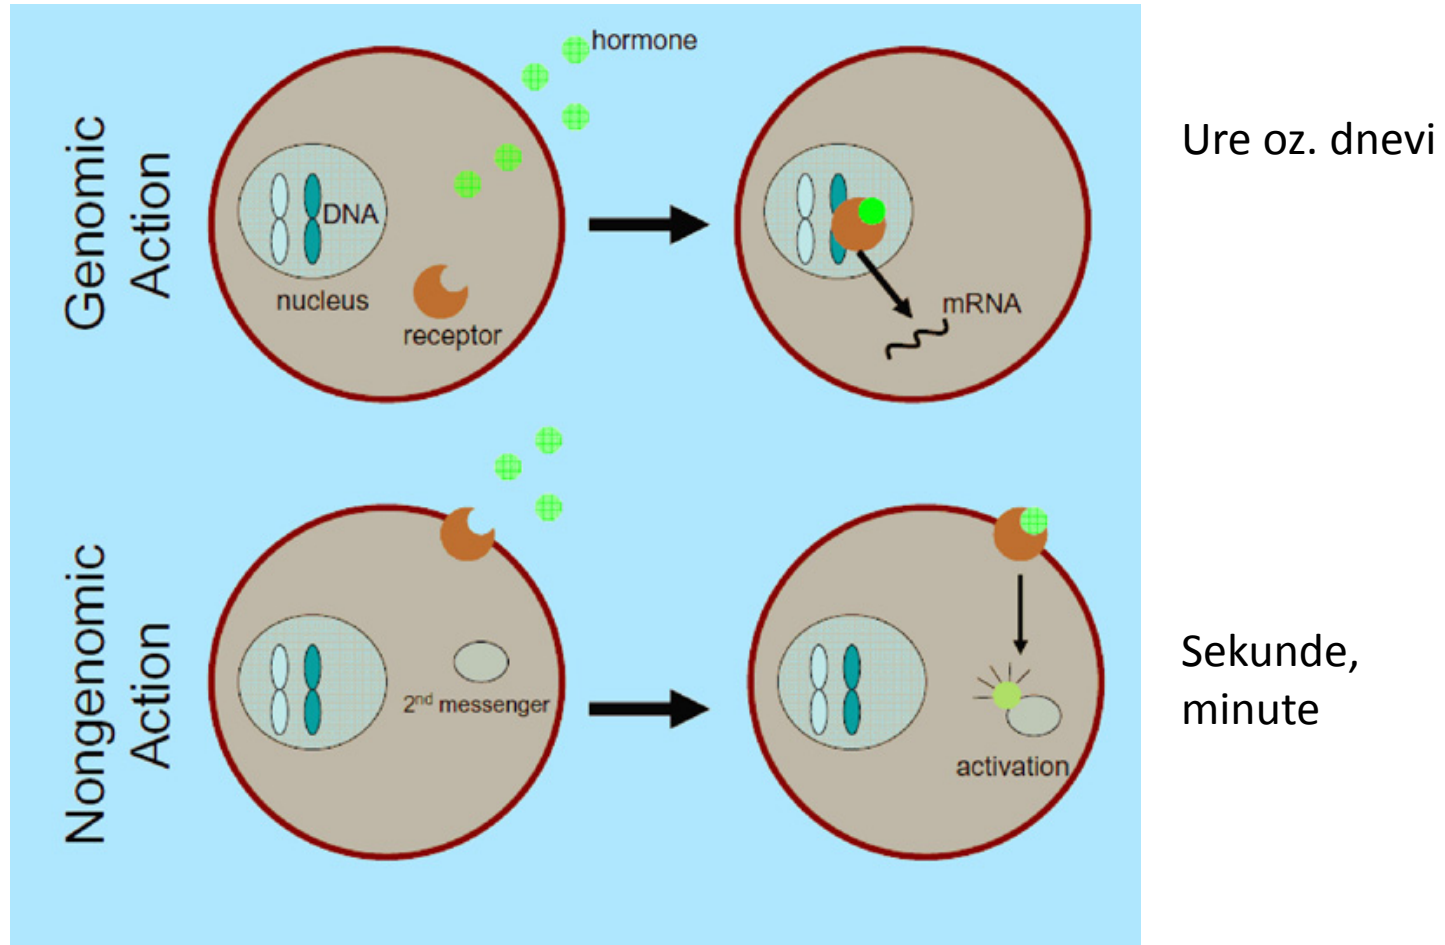 Genomic
Action
hormone
DNA
nucleus
receptor
mRNA
Ure oz. dnevi
Nongenomic
Action
2nd messenger
activation
Sekunde,
minute